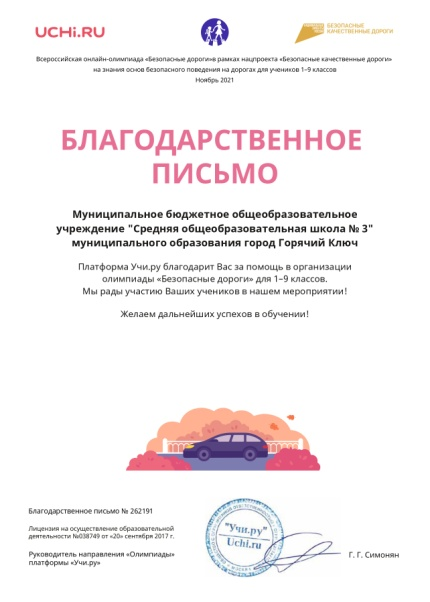 UCHi.RU
БЕЗОПАСНЫЕ
КАЧЕСТВЕННЫЕ ДОРОГИ
Всероссийская онлайн-олимпиада «Безопасные дороги»в рамках нацпроекта «Безопасные качественные дороги»
на знания основ безопасного поведения на дорогах для учеников 1–9 классов
Ноябрь 2021
БЛАГОДАРСТВЕННОЕ
ПИСЬМО
Муниципальное бюджетное общеобразовательное
учреждение "Средняя общеобразовательная школа № 3"
муниципального образования город Горячий Ключ
Платформа Учи.ру благодарит Вас за помощь в организации
олимпиады «Безопасные дороги» для 1–9 классов.
Мы рады участию Ваших учеников в нашем мероприятии!
Желаем дальнейших успехов в обучении!
Благодарственное письмо № 262191
Лицензия на осуществление образовательной
деятельности №038749 от «20» сентября 2017 г.
Руководитель направления «Олимпиады»
платформы «Учи.ру»
"Учи.ру"
Uchi.ru
Г. Г. Симонян